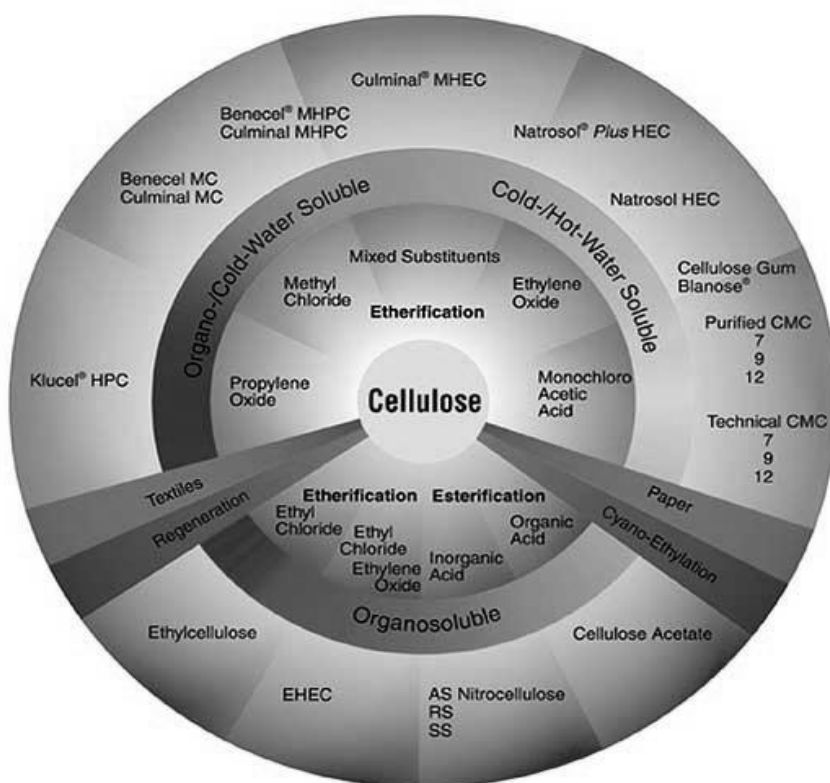 Culminal® MHEC
Benecel® MHPC
Culminal MHPC
Natrosol® Plus HEC
Benecel MC
Culminal MC
Natrosol HEC
Organo-/Cold-Water Soluble
Cold-/Hot-Water Soluble
Mixed Substituents
Methyl
Chloride
Ethylene
Oxide
Etherification
Cellulose Gum
Blanose®
Purified CMC
7
9
12
Klucel® HPC
Propylene
Oxide
Cellulose
Monochloro
Acetic
Acid
Technical CMC
7
9
12
Textiles
Regeneration
Paper
Cyano-Ethylation
Etherification
Esterification
Ethyl
Chloride
Ethyl
Chloride
Ethylene
Oxide
Inorganic
Acid
Organic
Acid
Organosoluble
Ethylcellulose
Cellulose Acetate
EHEC
AS Nitrocellulose
RS
SS